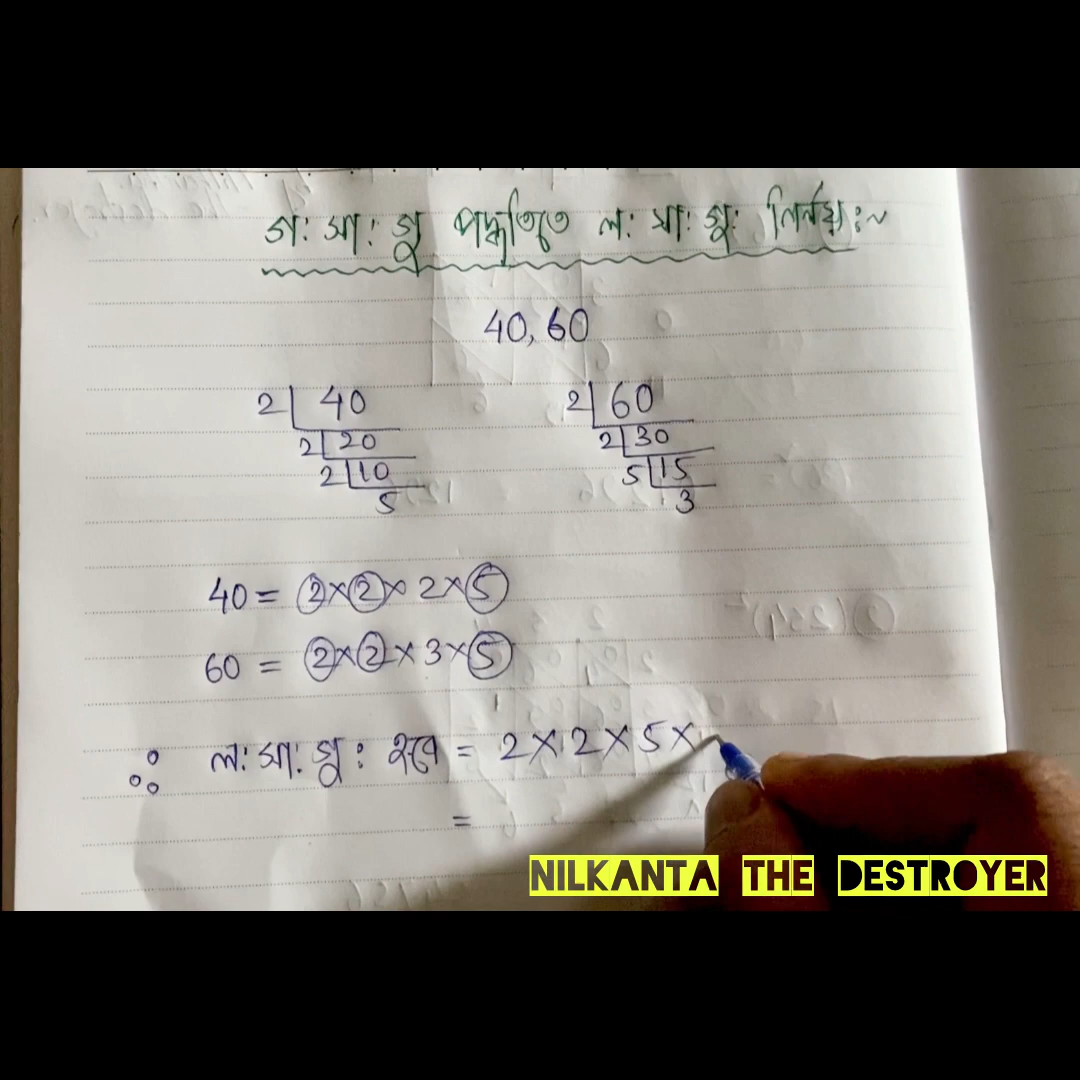 গ: সা: গু পদ্ধতিতে ল: সা: গু: নির্নয়:~
40, 60
2 40 2 60
2 20 2 30
2 10 5 15
5 3
40 = 2×2×2×5
60 = 2×2×3×5
∴ ল: সা: গু: হবে = 2×2×5×
=
NILKANTA THE DESTROYER